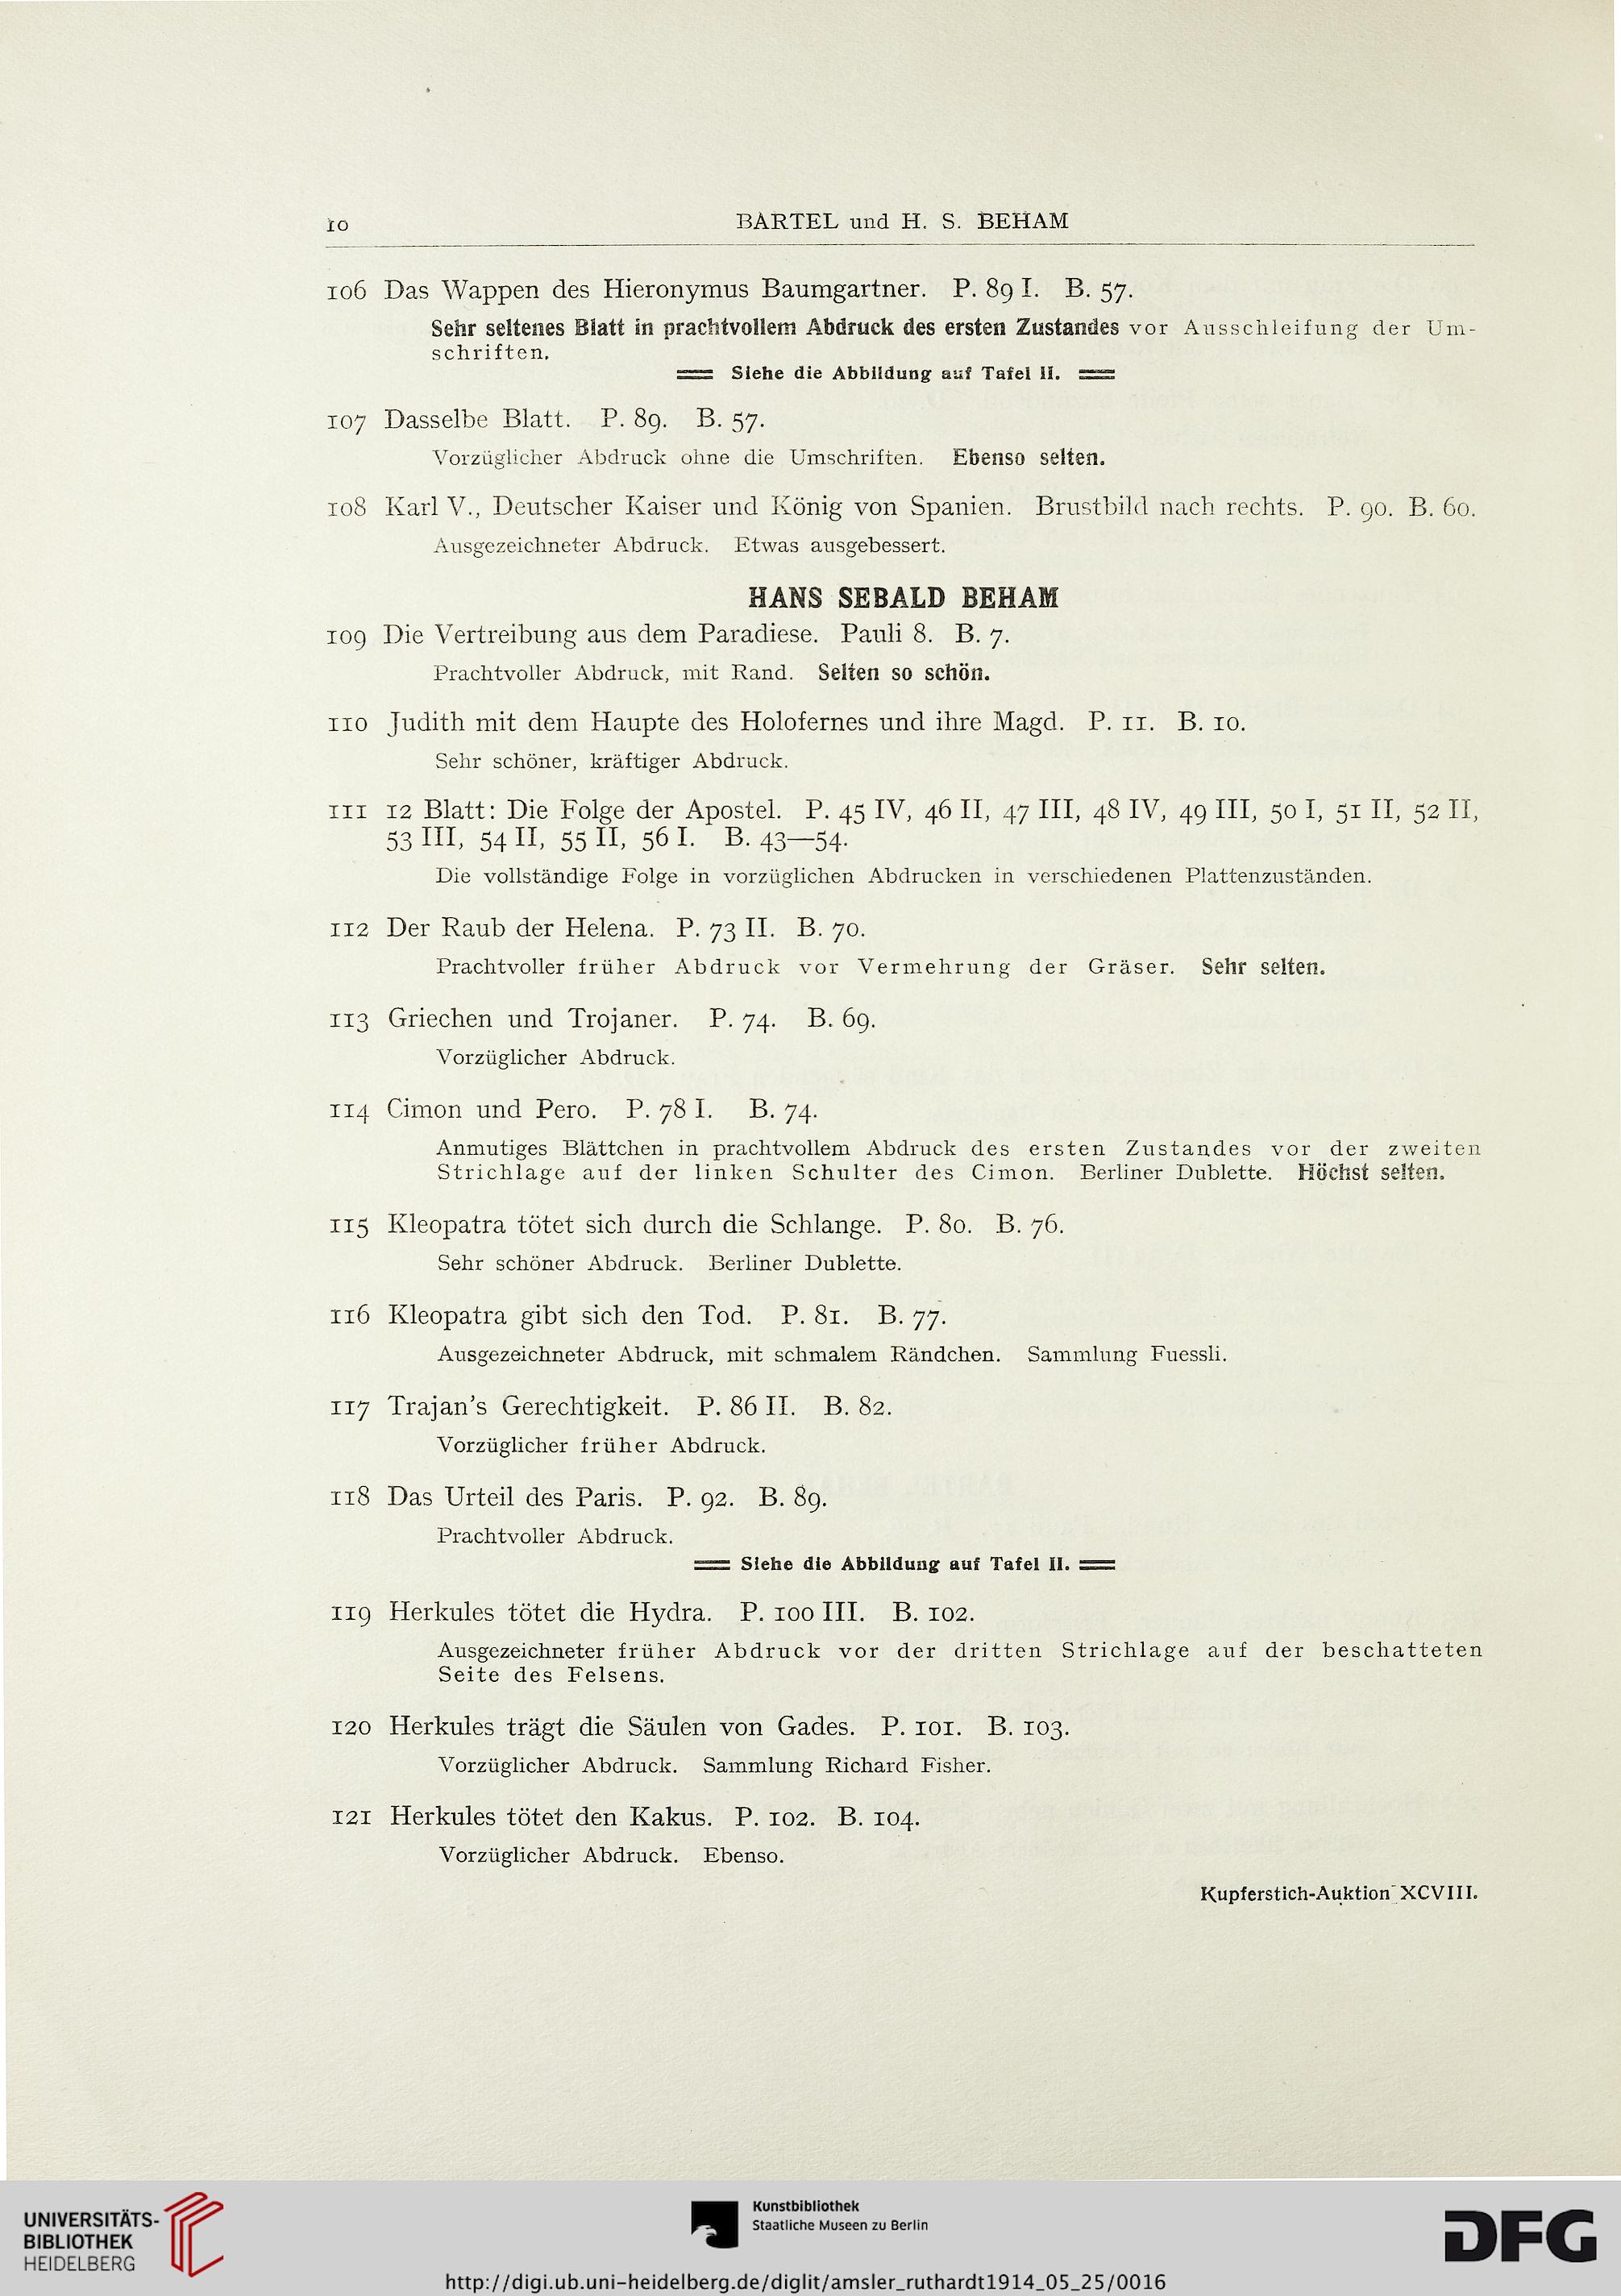 10 BARTEL und H. S. BEHAM
106 Das Wappen des Hieronymus Baumgartner. P. 89 I. B. 57.
Sehr seltenes Blatt in prachtvollem Abdruck des ersten Zustandes vor Ausschleifung der Um-
schriften.
Siehe die Abbildung auf Tafel II.
107 Dasselbe Blatt. P. 89. B. 57.
Vorzüglicher Abdruck ohne die Umschriften. Ebenso selten.
108 Karl V., Deutscher Kaiser und König von Spanien. Brustbild nach rechts. P. 90. B. 60.
Ausgezeichneter Abdruck. Etwas ausgebessert.
HANS SEBALD BEHAM
109 Die Vertreibung aus dem Paradiese. Pauli 8. B. 7.
Prachtvoller Abdruck, mit Rand. Selten so schön.
110 Judith mit dem Haupte des Holofernes und ihre Magd. P. 11. B. 10.
Sehr schöner, kräftiger Abdruck.
111 12 Blatt: Die Folge der Apostel. P. 45 IV, 46 II, 47 III, 48 IV, 49 III, 50 I, 51 II, 52 II,
53 III, 54 II, 55 II, 56 I. B. 43—54.
Die vollständige Folge in vorzüglichen Abdrucken in verschiedenen Plattenzuständen.
112 Der Raub der Helena. P. 73 II. B. 70.
Prachtvoller früher Abdruck vor Vermehrung der Gräser. Sehr selten.
113 Griechen und Trojaner. P. 74. B. 69.
Vorzüglicher Abdruck.
114 Cimon und Pero. P. 78 I. B. 74.
Anmutiges Blättchen in prachtvollem Abdruck des ersten Zustandes vor der zweiten
Strichlage auf der linken Schulter des Cimon. Berliner Dublette. Höchst selten.
115 Kleopatra tötet sich durch die Schlange. P. 80. B. 76.
Sehr schöner Abdruck. Berliner Dublette.
116 Kleopatra gibt sich den Tod. P. 81. B. 77.
Ausgezeichneter Abdruck, mit schmalem Rändchen. Sammlung Fuessli.
117 Trajan's Gerechtigkeit. P. 86 II. B. 82.
Vorzüglicher früher Abdruck.
118 Das Urteil des Paris. P. 92. B. 89.
Prachtvoller Abdruck.
Siehe die Abbildung auf Tafel II.
119 Herkules tötet die Hydra. P. 100 III. B. 102.
Ausgezeichneter früher Abdruck vor der dritten Strichlage auf der beschatteten
Seite des Felsens.
120 Herkules trägt die Säulen von Gades. P. 101. B. 103.
Vorzüglicher Abdruck. Sammlung Richard Fisher.
121 Herkules tötet den Kakus. P. 102. B. 104.
Vorzüglicher Abdruck. Ebenso.
Kupferstich-Auktion XCVIII.
UNIVERSITÄTS-
BIBLIOTHEK
HEIDELBERG
Kunstbibliothek
Staatliche Museen zu Berlin
DFG
http://digi.ub.uni-heidelberg.de/diglit/amsler_ruthardt1914_05_25/0016